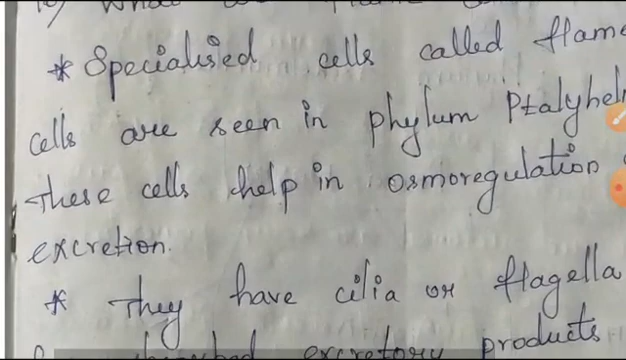 * Specialised cells called flame
cells are seen in phylum Ptalyhel
These cells help in osmoregulation
excretion.
* They have cilia or flagella
excretory products